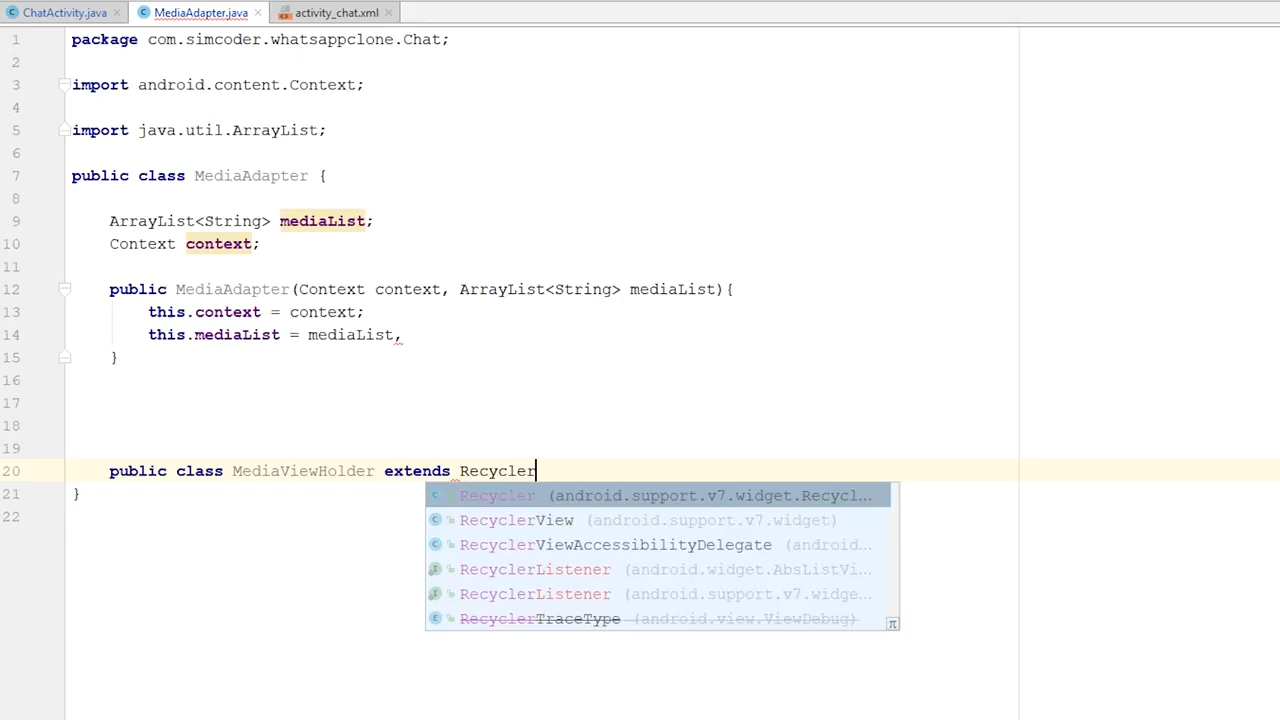 ChatActivity.java × MediaAdapter.java × activity_chat.xml ×
1 package com.simcoder.whatsappclone.Chat;
2
3 import android.content.Context;
4
5 import java.util.ArrayList;
6
7 public class MediaAdapter {
8
9 ArrayList<String> mediaList;
10 Context context;
11
12 public MediaAdapter(Context context, ArrayList<String> mediaList){
13 this.context = context;
14 this.mediaList = mediaList,
15 }
16
17
18
19
20 public class MediaViewHolder extends Recycler
Recycler (android.support.v7.widget.Recycl...
21 }
22
RecyclerView (android.support.v7.widget)
RecyclerViewAccessibilityDelegate (android...
RecyclerListener (android.widget.AbsListVi...
RecyclerListener (android.support.v7.widge...
RecyclerTraceType (android.view.ViewDebug)
π